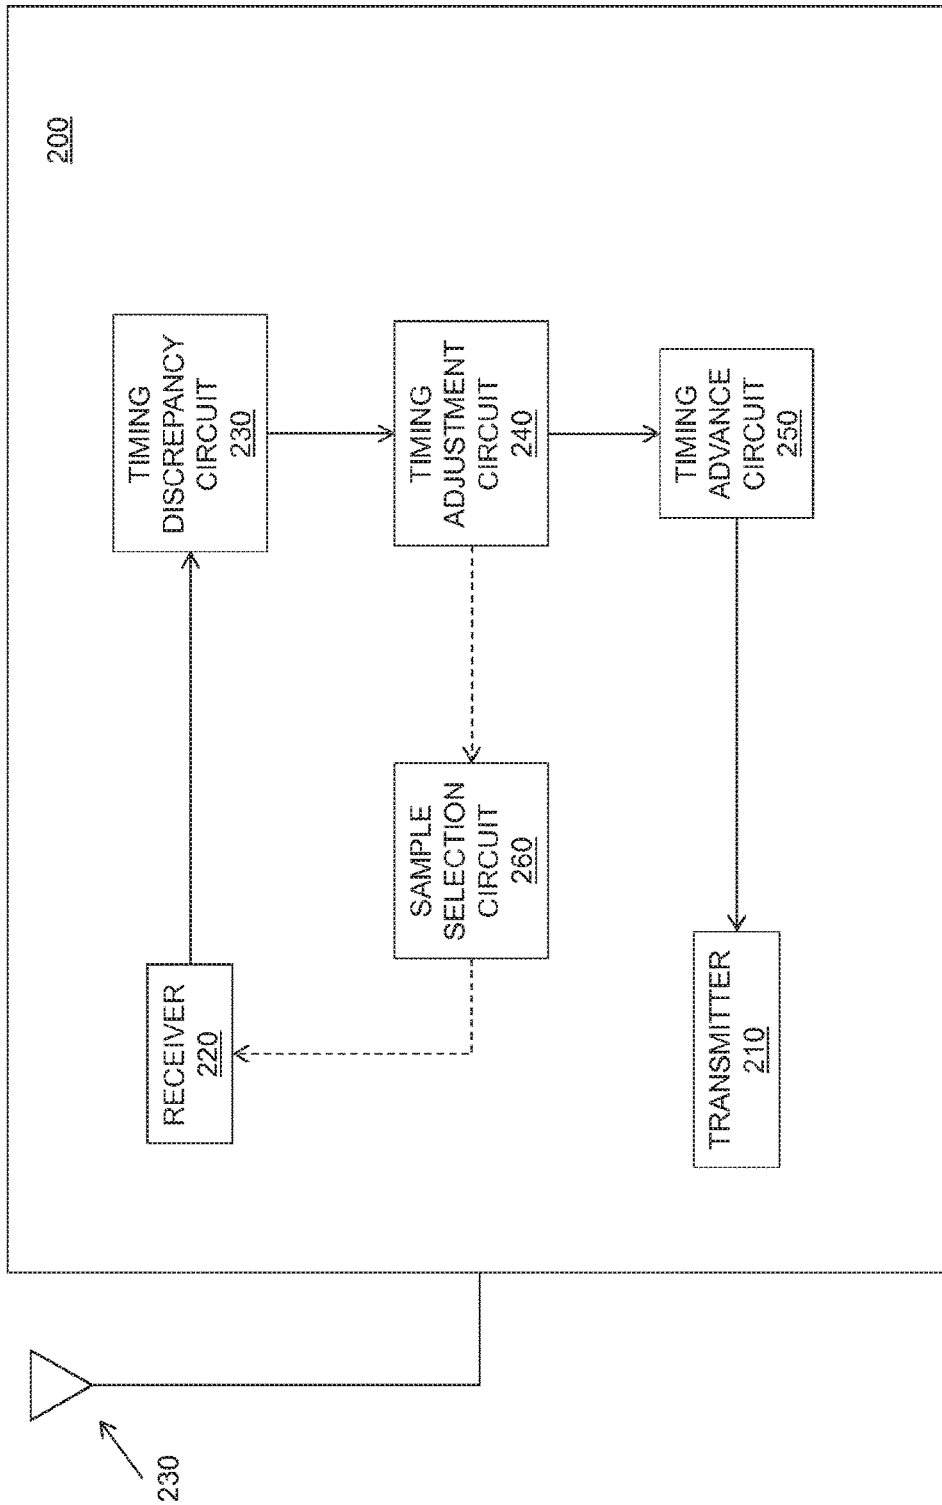 200
TIMING
DISCREPANCY
CIRCUIT
230
TIMING
ADJUSTMENT
CIRCUIT
240
TIMING
ADVANCE
CIRCUIT
250
RECEIVER
220
SAMPLE
SELECTION
CIRCUIT
260
TRANSMITTER
210
230